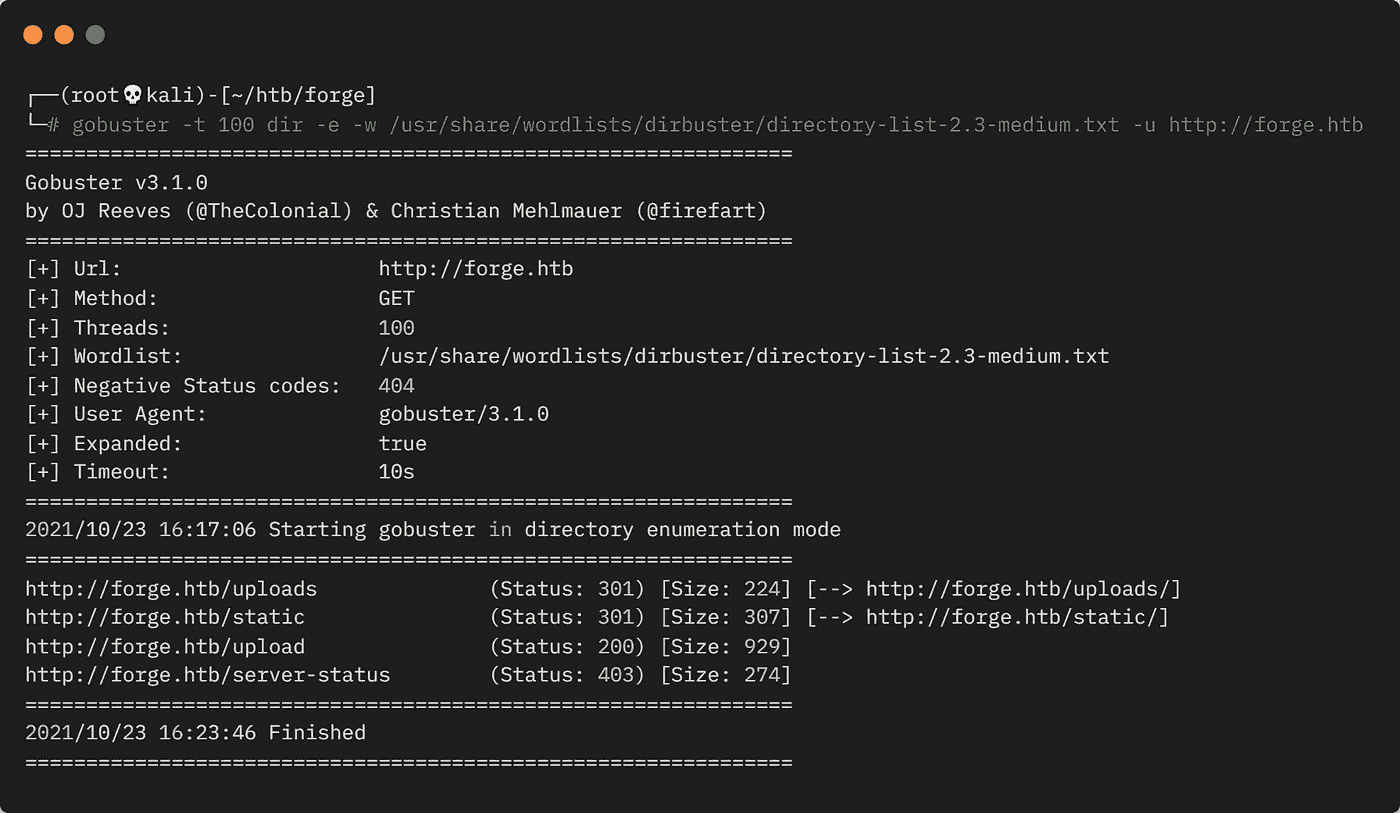 ┌──(root💀kali)-[~/htb/forge]
└─# gobuster -t 100 dir -e -w /usr/share/wordlists/dirbuster/directory-list-2.3-medium.txt -u http://forge.htb
===============================================================
Gobuster v3.1.0
by OJ Reeves (@TheColonial) & Christian Mehlmauer (@firefart)
===============================================================
[+] Url:                     http://forge.htb
[+] Method:                  GET
[+] Threads:                 100
[+] Wordlist:                /usr/share/wordlists/dirbuster/directory-list-2.3-medium.txt
[+] Negative Status codes:   404
[+] User Agent:              gobuster/3.1.0
[+] Expanded:                true
[+] Timeout:                 10s
===============================================================
2021/10/23 16:17:06 Starting gobuster in directory enumeration mode
===============================================================
http://forge.htb/uploads              (Status: 301) [Size: 224] [--> http://forge.htb/uploads/]
http://forge.htb/static               (Status: 301) [Size: 307] [--> http://forge.htb/static/]
http://forge.htb/upload               (Status: 200) [Size: 929]
http://forge.htb/server-status        (Status: 403) [Size: 274]
===============================================================
2021/10/23 16:23:46 Finished
===============================================================